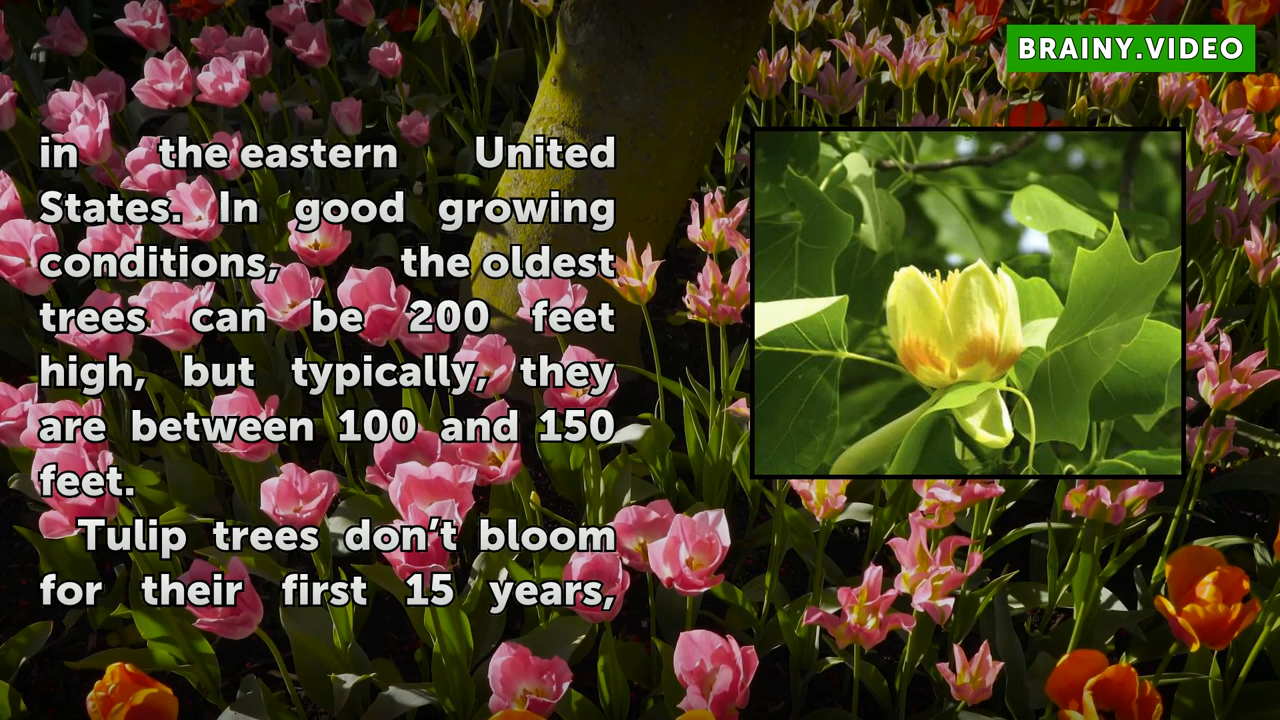 BRAINY.VIDEO
in the eastern United
States. In good growing
conditions, the oldest
trees can be 200 feet
high, but typically, they
are between 100 and 150
feet.
Tulip trees don’t bloom
for their first 15 years,